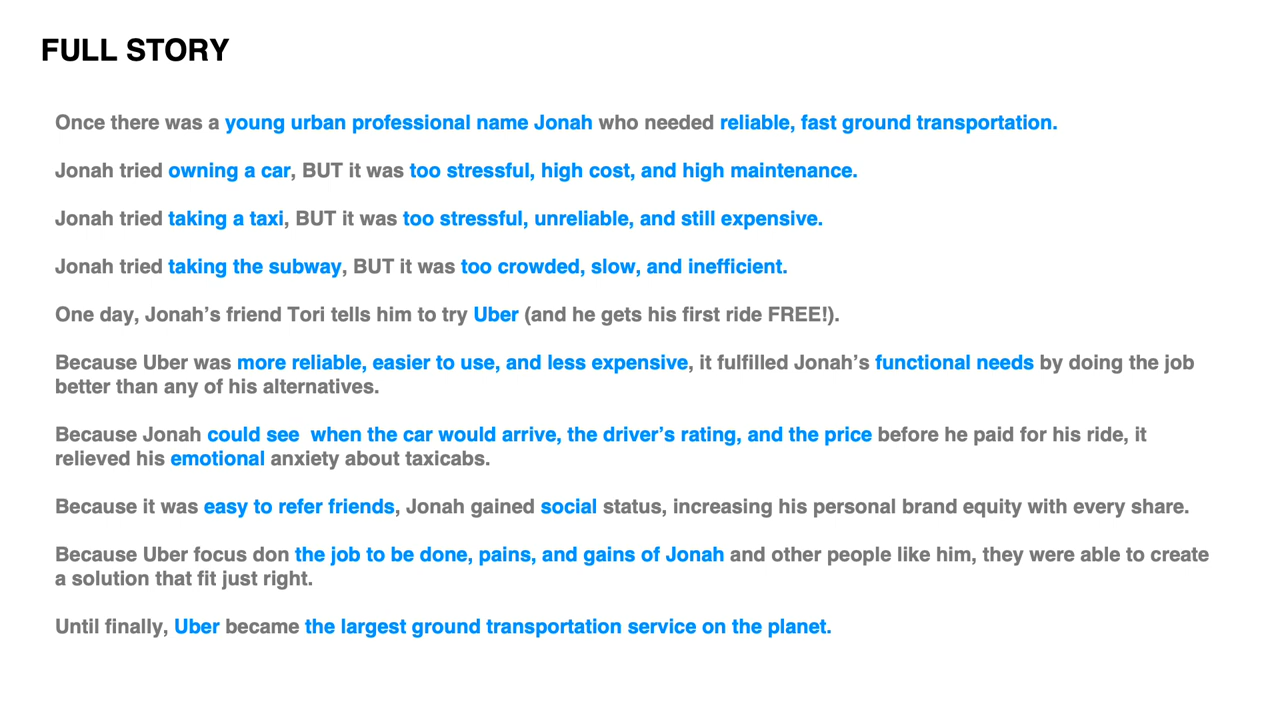 FULL STORY
Once there was a young urban professional name Jonah who needed reliable, fast ground transportation.
Jonah tried owning a car, BUT it was too stressful, high cost, and high maintenance.
Jonah tried taking a taxi, BUT it was too stressful, unreliable, and still expensive.
Jonah tried taking the subway, BUT it was too crowded, slow, and inefficient.
One day, Jonah’s friend Tori tells him to try Uber (and he gets his first ride FREE!).
Because Uber was more reliable, easier to use, and less expensive, it fulfilled Jonah’s functional needs by doing the job
better than any of his alternatives.
Because Jonah could see  when the car would arrive, the driver’s rating, and the price before he paid for his ride, it
relieved his emotional anxiety about taxicabs.
Because it was easy to refer friends, Jonah gained social status, increasing his personal brand equity with every share.
Because Uber focus don the job to be done, pains, and gains of Jonah and other people like him, they were able to create
a solution that fit just right.
Until finally, Uber became the largest ground transportation service on the planet.